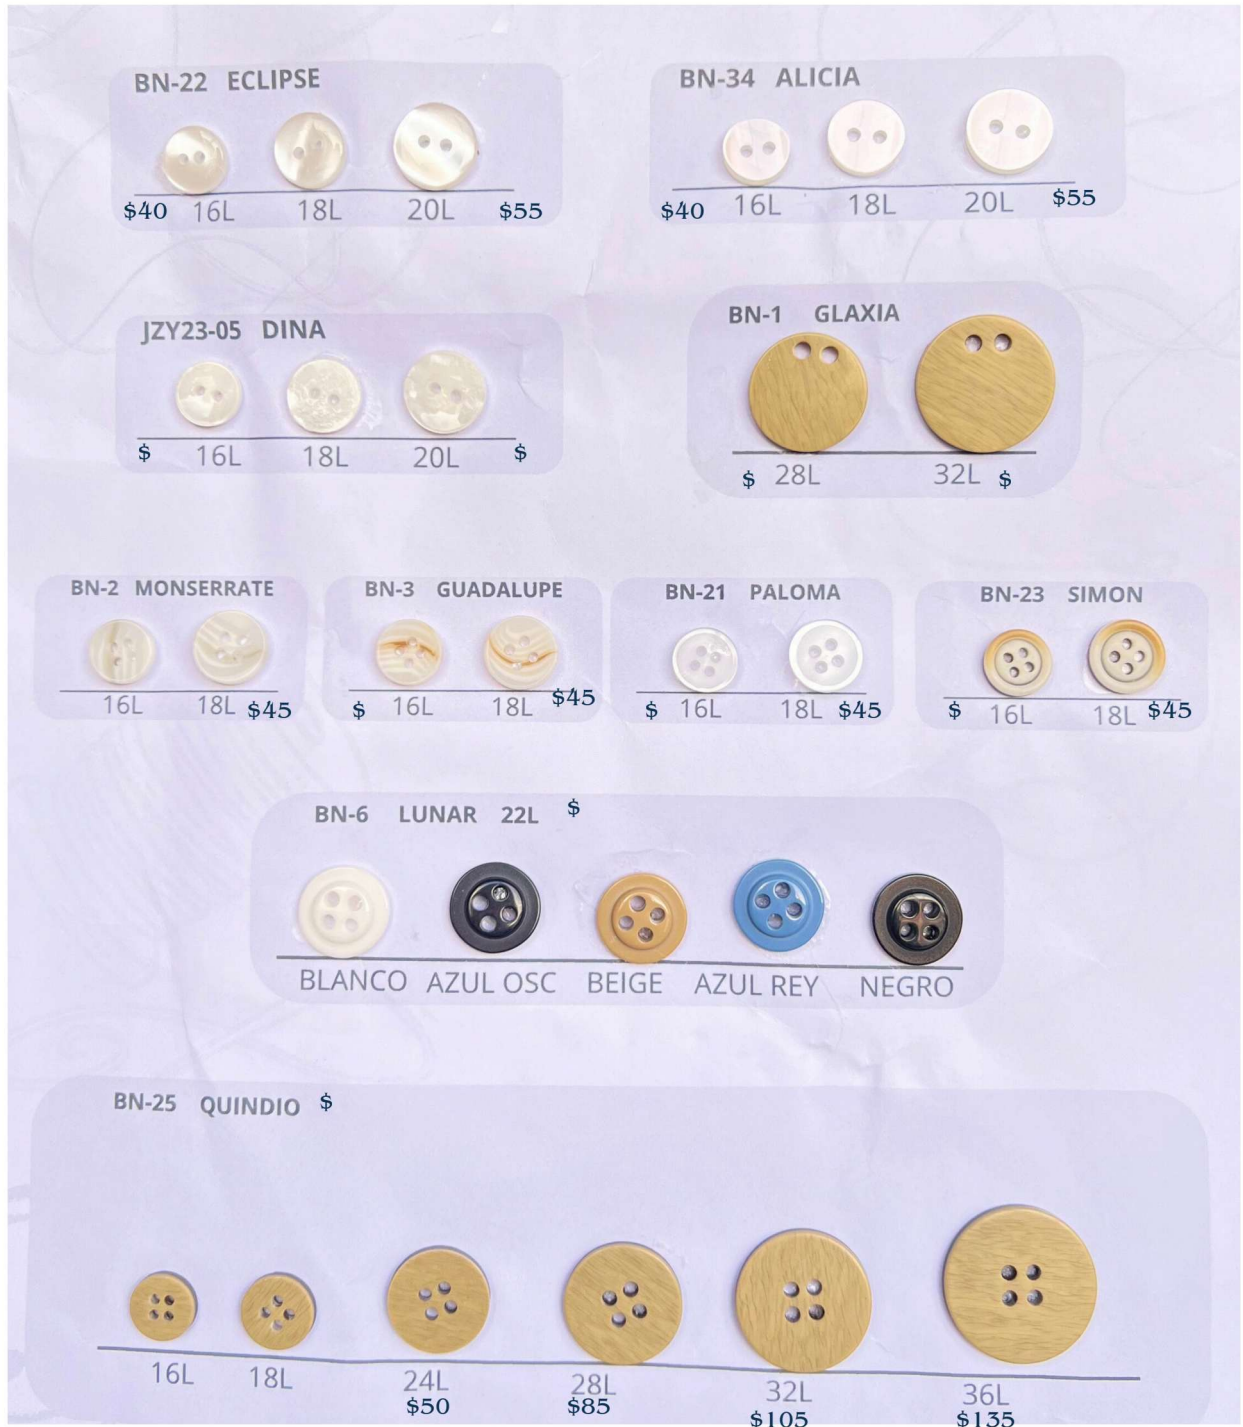 BN-22 ECLIPSE
$40 16L 18L 20L $55
BN-34 ALICIA
$40 16L 18L 20L $55
JZY23-05 DINA
$ 16L 18L 20L $
BN-1 GLAXIA
$ 28L 32L $
BN-2 MONSERRATE
16L 18L $45
BN-3 GUADALUPE
$ 16L 18L $45
BN-21 PALOMA
$ 16L 18L $45
BN-23 SIMON
$ 16L 18L $45
BN-6 LUNAR 22L $
BLANCO AZUL OSC BEIGE AZUL REY NEGRO
BN-25 QUINDIO $
16L 18L 24L 28L 32L 36L
$50 $85 $105 $135